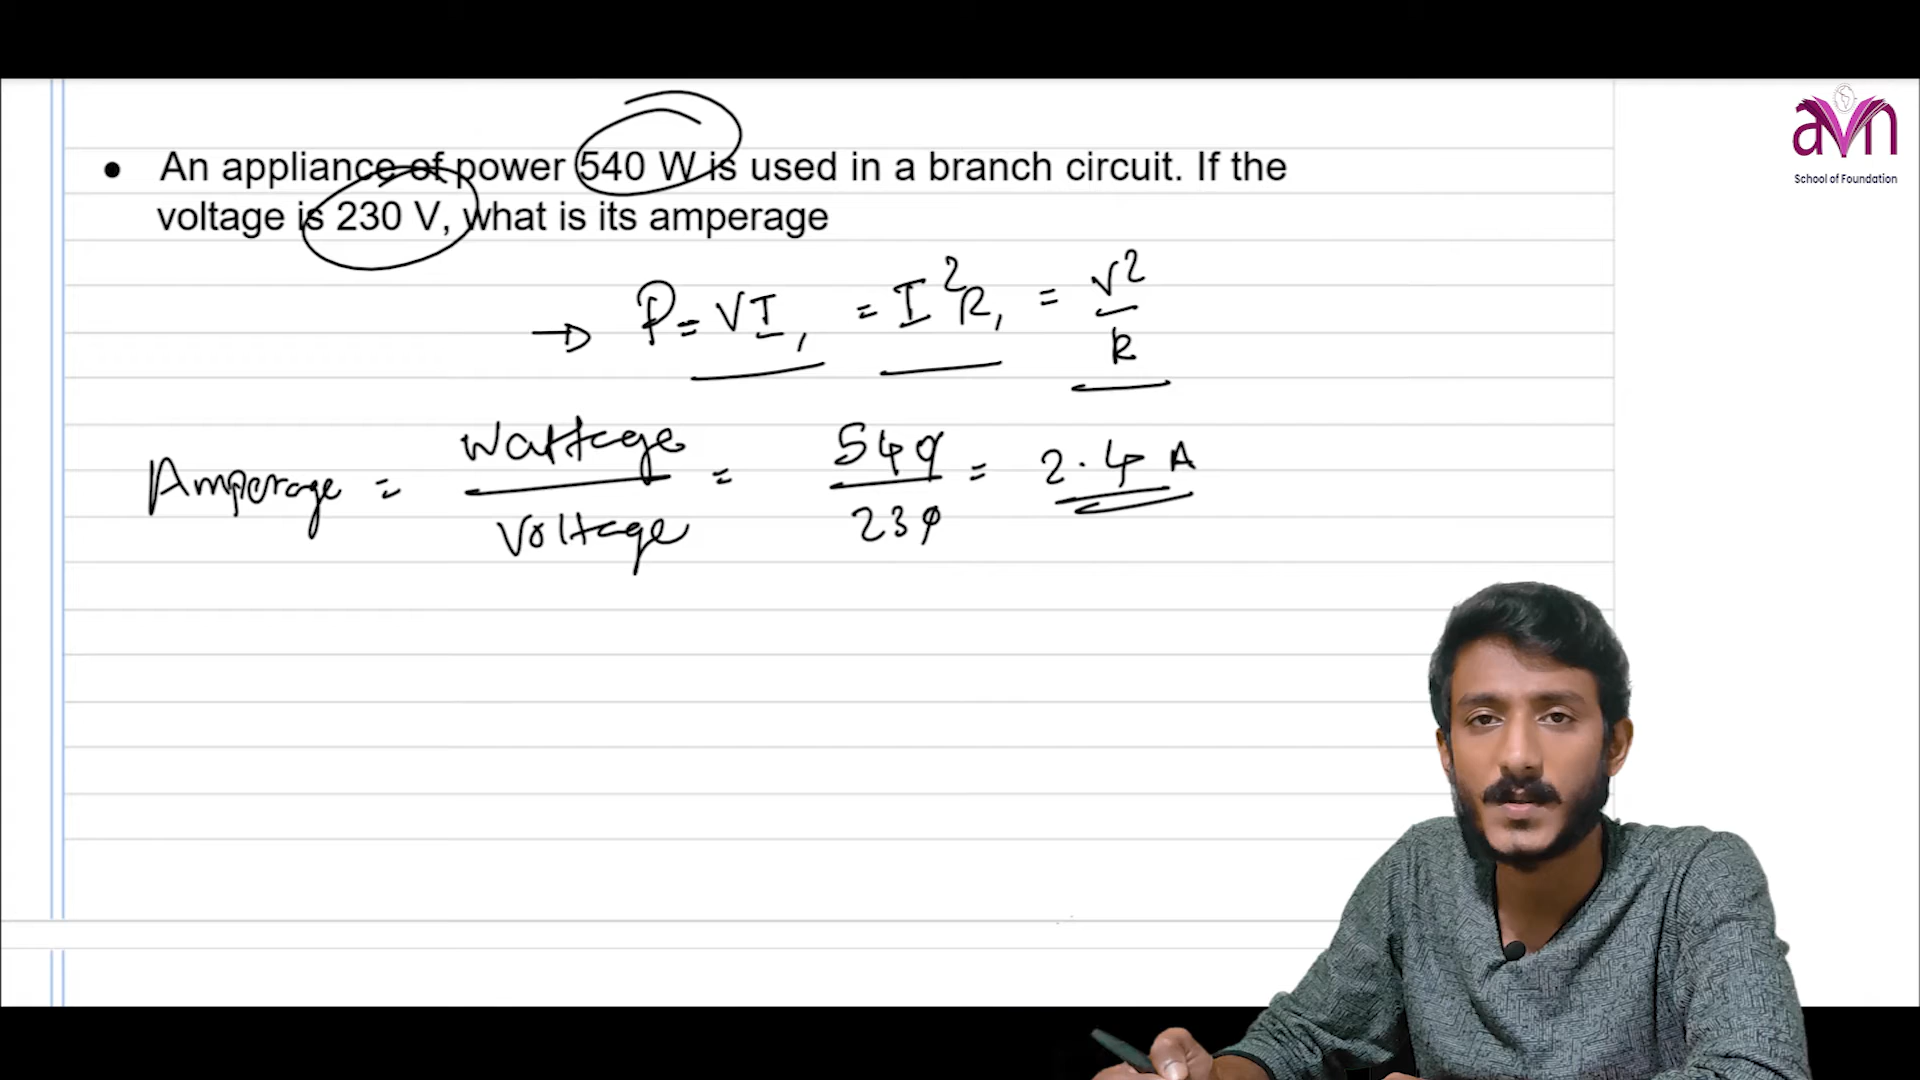 avn
School of Foundation
• An appliance of power 540 W is used in a branch circuit. If the
voltage is 230 V, what is its amperage
→ P = VI, = I²R, = V²/R
Amperage = Wattage/Voltage = 540/230 = 2.4 A